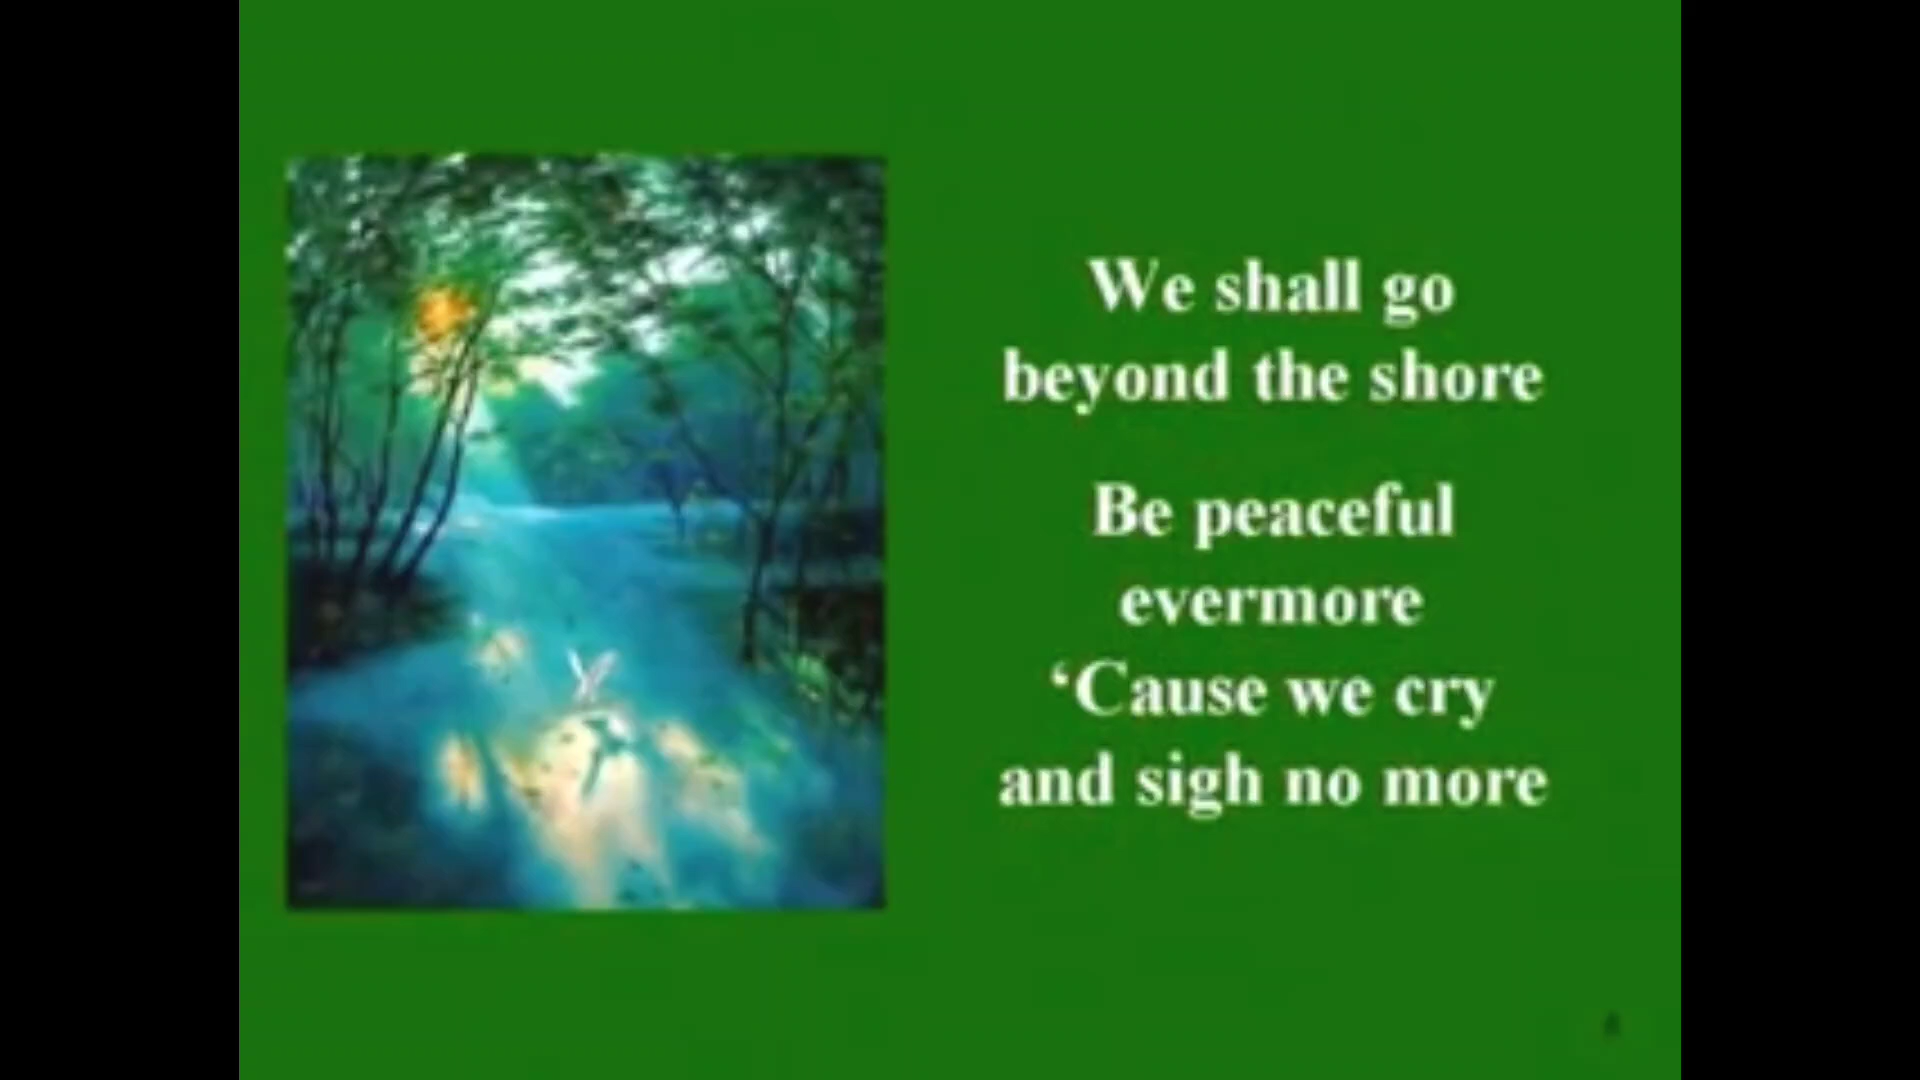 We shall go
beyond the shore
Be peaceful
evermore
‘Cause we cry
and sigh no more